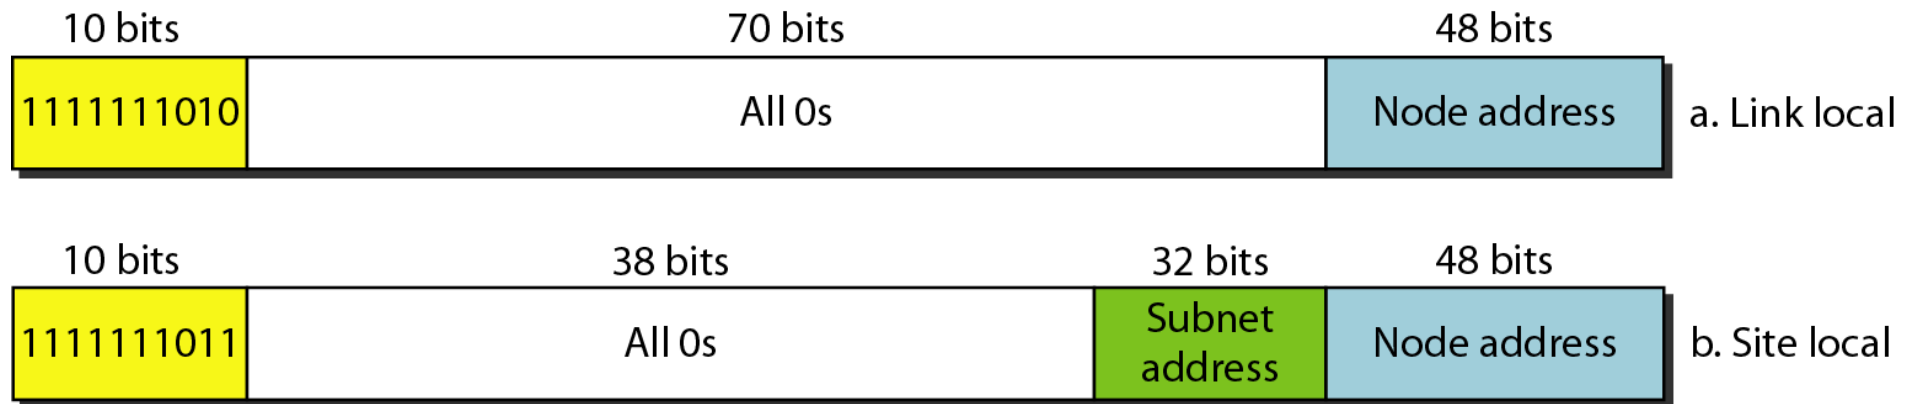 10 bits 70 bits 48 bits
1111111010 All 0s Node address a. Link local
10 bits 38 bits 32 bits 48 bits
1111111011 All 0s Subnet address Node address b. Site local